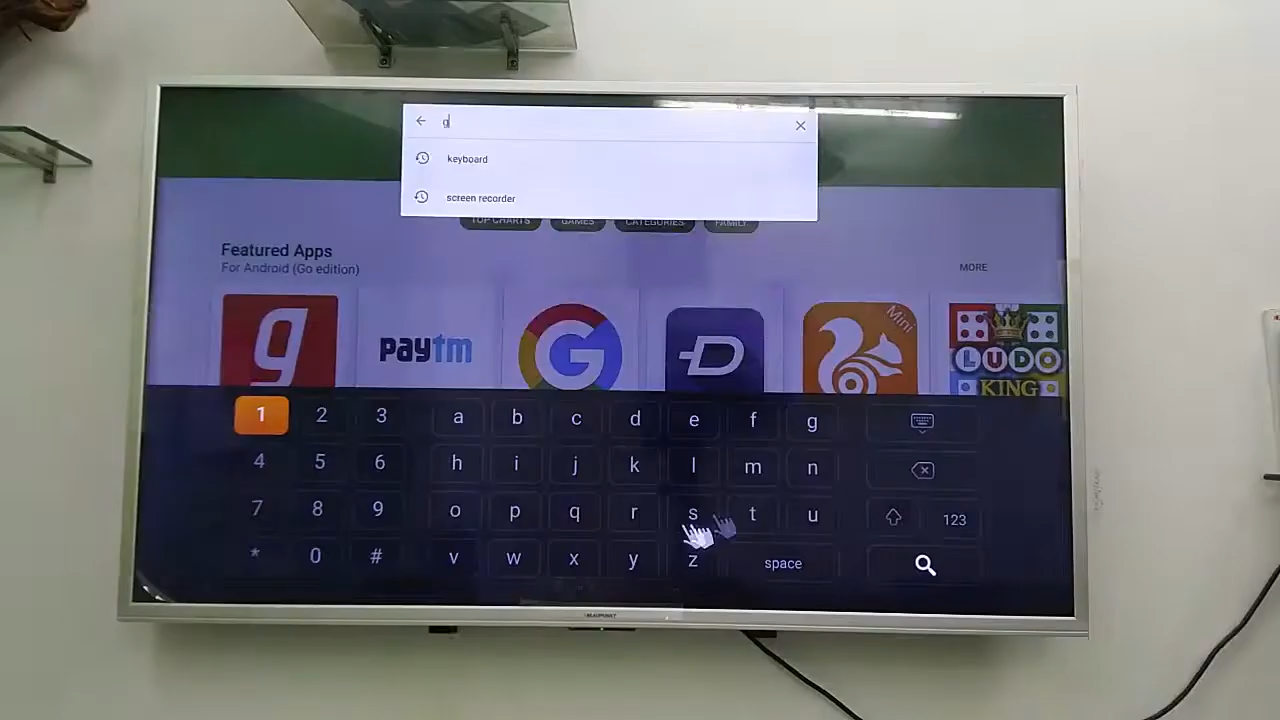 g
keyboard
screen recorder
TOP CHARTS GAMES CATEGORIES FAMILY
Featured Apps
For Android (Go edition)
MORE
g
paytm
G
D
Mini
LUDO
KING
1 2 3 a b c d e f g
4 5 6 h i j k l m n
7 8 9 o p q r s t u 123
* 0 # v w x y z space
BLAUPUNKT